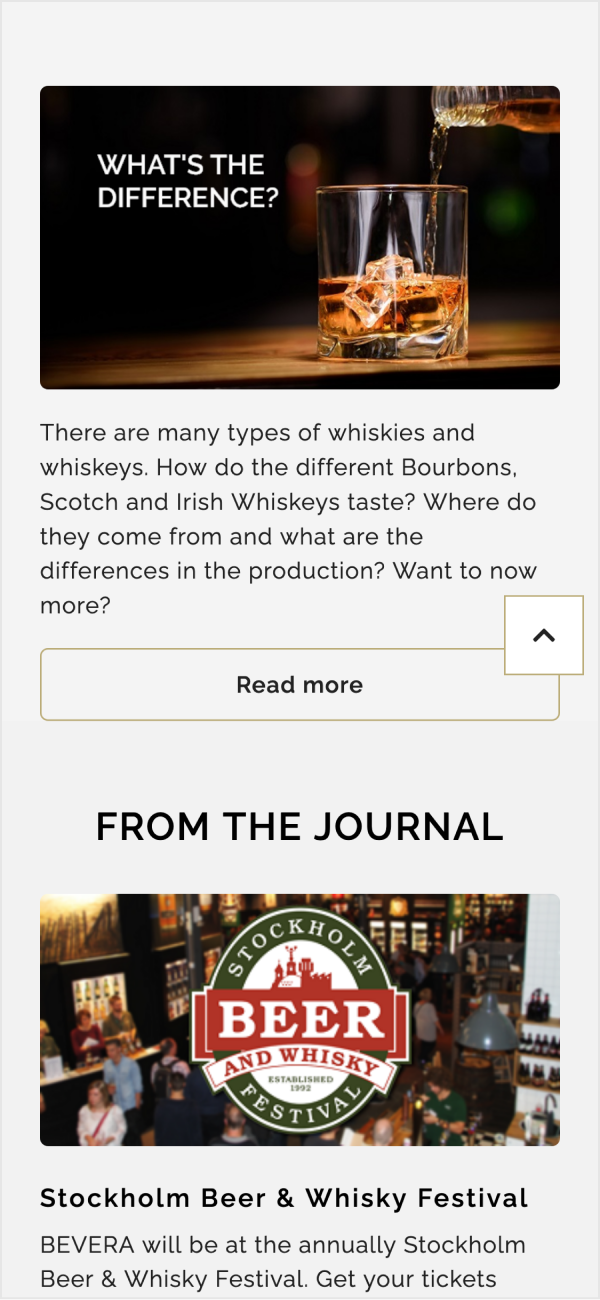 WHAT'S THE
DIFFERENCE?
There are many types of whiskies and
whiskeys. How do the different Bourbons,
Scotch and Irish Whiskeys taste? Where do
they come from and what are the
differences in the production? Want to now
more?
Read more
FROM THE JOURNAL
STOCKHOLM
BEER
AND WHISKY
ESTABLISHED
1992
FESTIVAL
Stockholm Beer & Whisky Festival
BEVERA will be at the annually Stockholm
Beer & Whisky Festival. Get your tickets